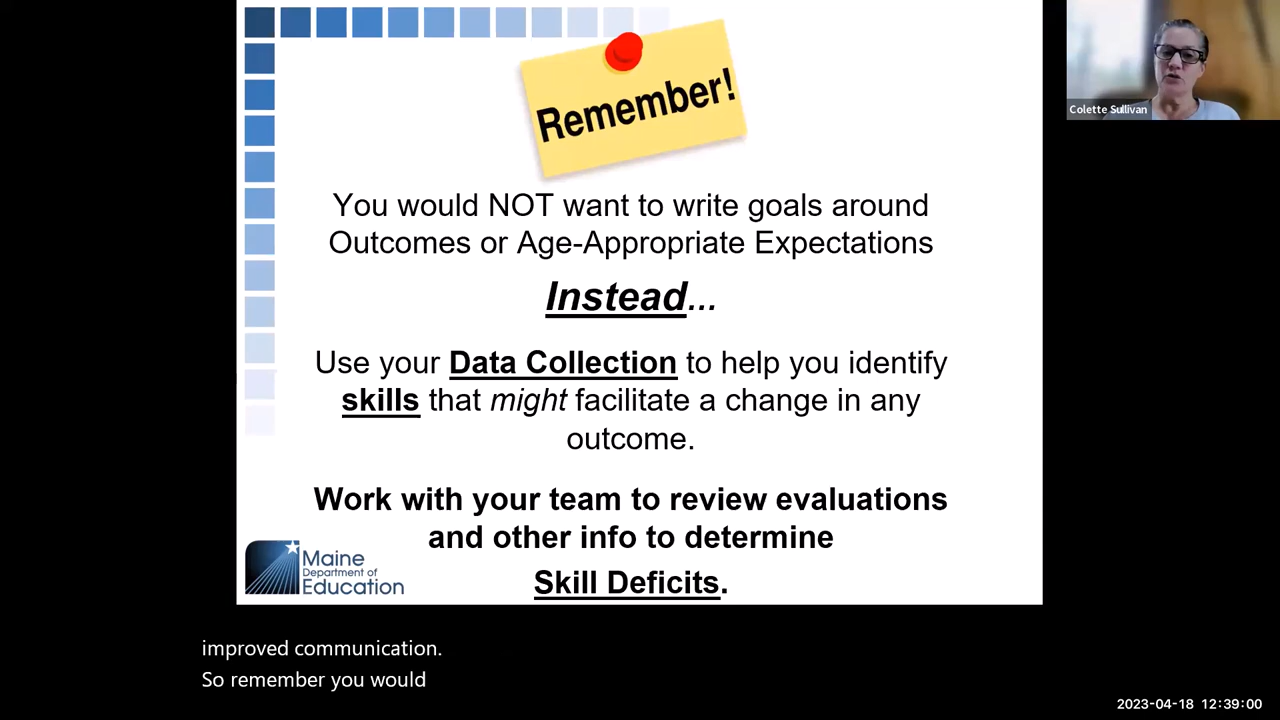 Remember!
Colette Sullivan
You would NOT want to write goals around
Outcomes or Age-Appropriate Expectations
Instead...
Use your Data Collection to help you identify
skills that might facilitate a change in any
outcome.
Work with your team to review evaluations
and other info to determine
Skill Deficits.
Maine
Department of
Education
improved communication.
So remember you would
2023-04-18 12:39:00